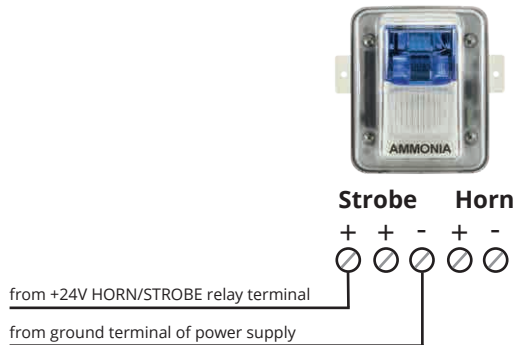 AMMONIA
Strobe Horn
+ + - + -
from +24V HORN/STROBE relay terminal
from ground terminal of power supply